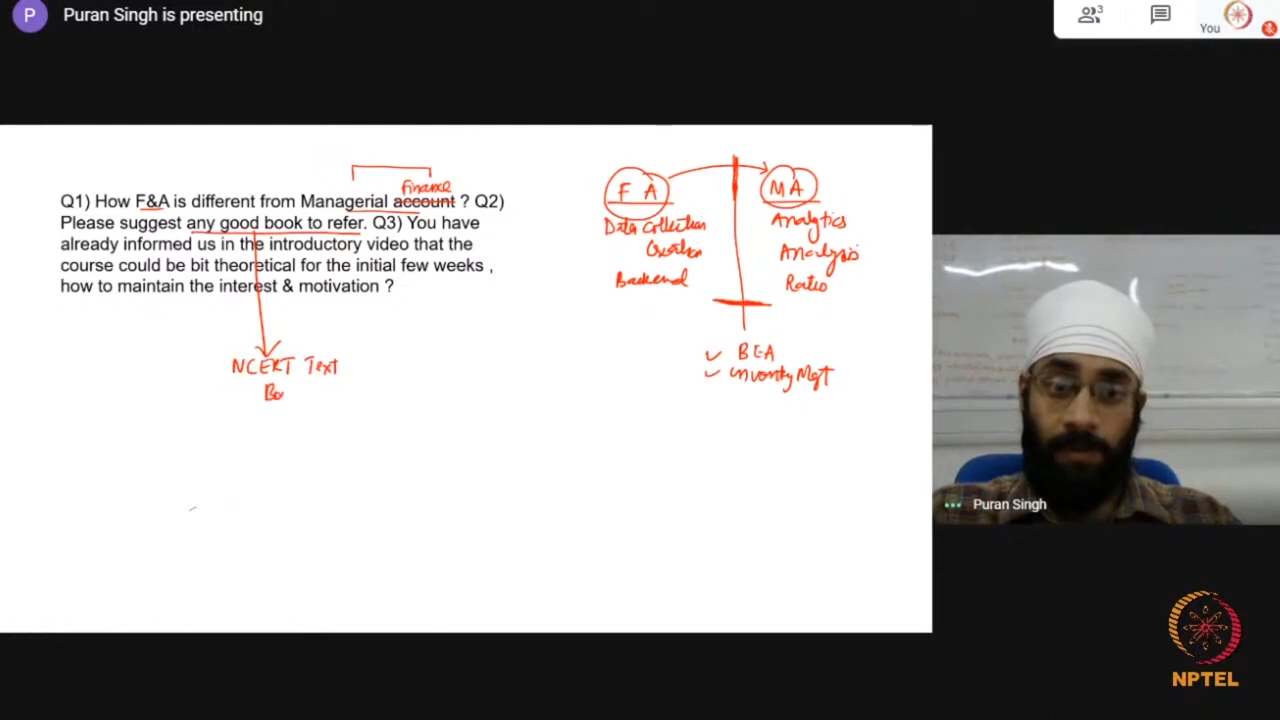 P
Puran Singh is presenting
3
You
Finance
Q1) How F&A is different from Managerial account ? Q2)
Please suggest any good book to refer. Q3) You have
already informed us in the introductory video that the
course could be bit theoretical for the initial few weeks ,
how to maintain the interest & motivation ?
NCERT Text
Bo
F A
MA
Data Collection
Creation
Backend
Analytics
Analysis
Ratio
BEA
Inventry Mgt
Puran Singh
NPTEL